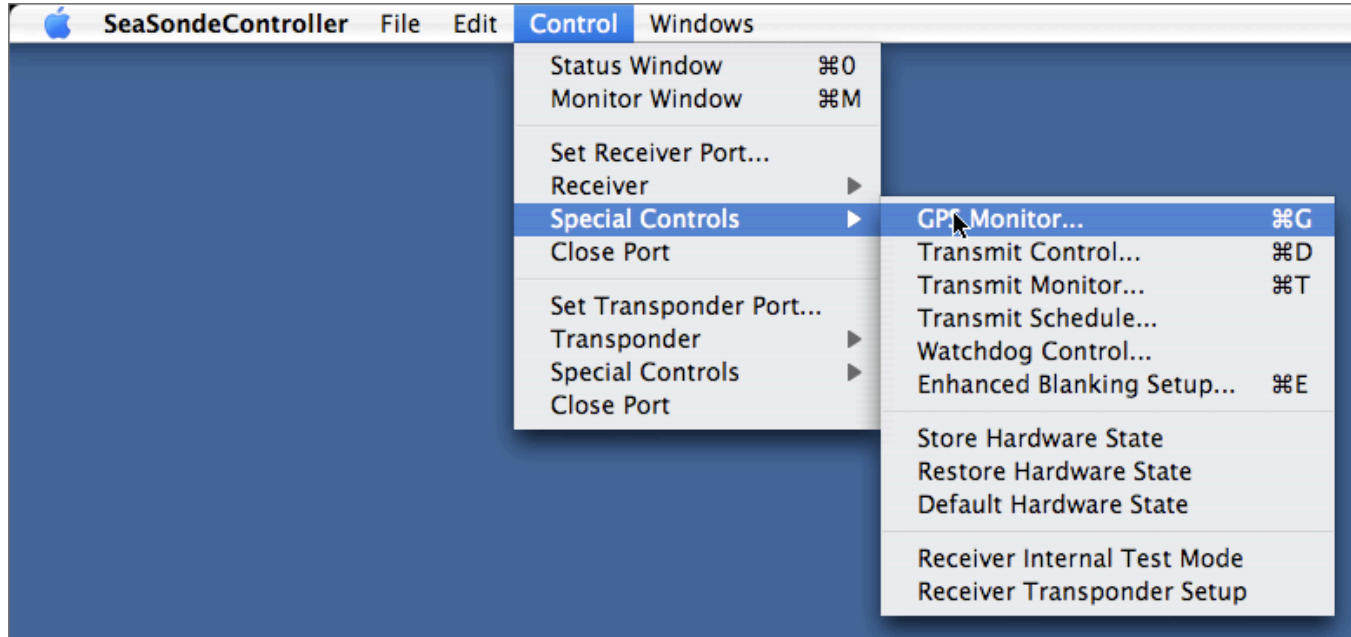 SeaSondeController File Edit Control Windows
Status Window ⌘0
Monitor Window ⌘M
Set Receiver Port...
Receiver
Special Controls
Close Port
Set Transponder Port...
Transponder
Special Controls
Close Port
GPS Monitor... ⌘G
Transmit Control... ⌘D
Transmit Monitor... ⌘T
Transmit Schedule...
Watchdog Control...
Enhanced Blanking Setup... ⌘E
Store Hardware State
Restore Hardware State
Default Hardware State
Receiver Internal Test Mode
Receiver Transponder Setup